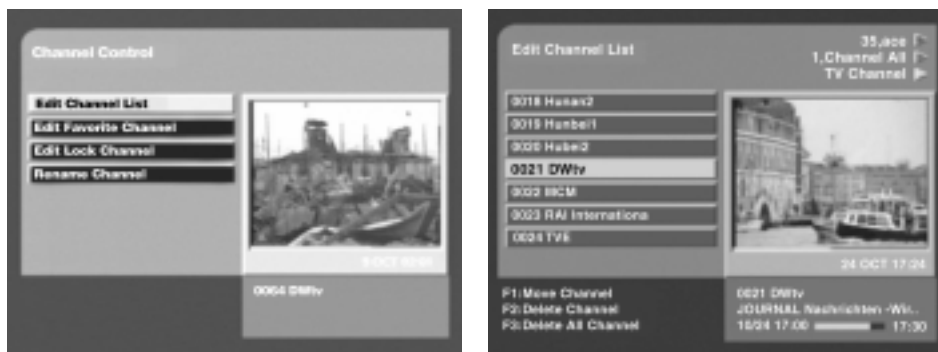 Channel Control
Edit Channel List
Edit Favorite Channel
Edit Lock Channel
Rename Channel
0064 DWtv
Edit Channel List
35,ace
1,Channel All
TV Channel
0018 Hunan2
0019 Hunbei1
0020 Hubei2
0021 DWtv
0022 MCM
0023 RAI Internationa
0024 TVE
24 OCT 17:24
F1:Move Channel
F2:Delete Channel
F3:Delete All Channel
0021 DWtv
JOURNAL Nachrichten -Wir..
10/24 17:00 17:30